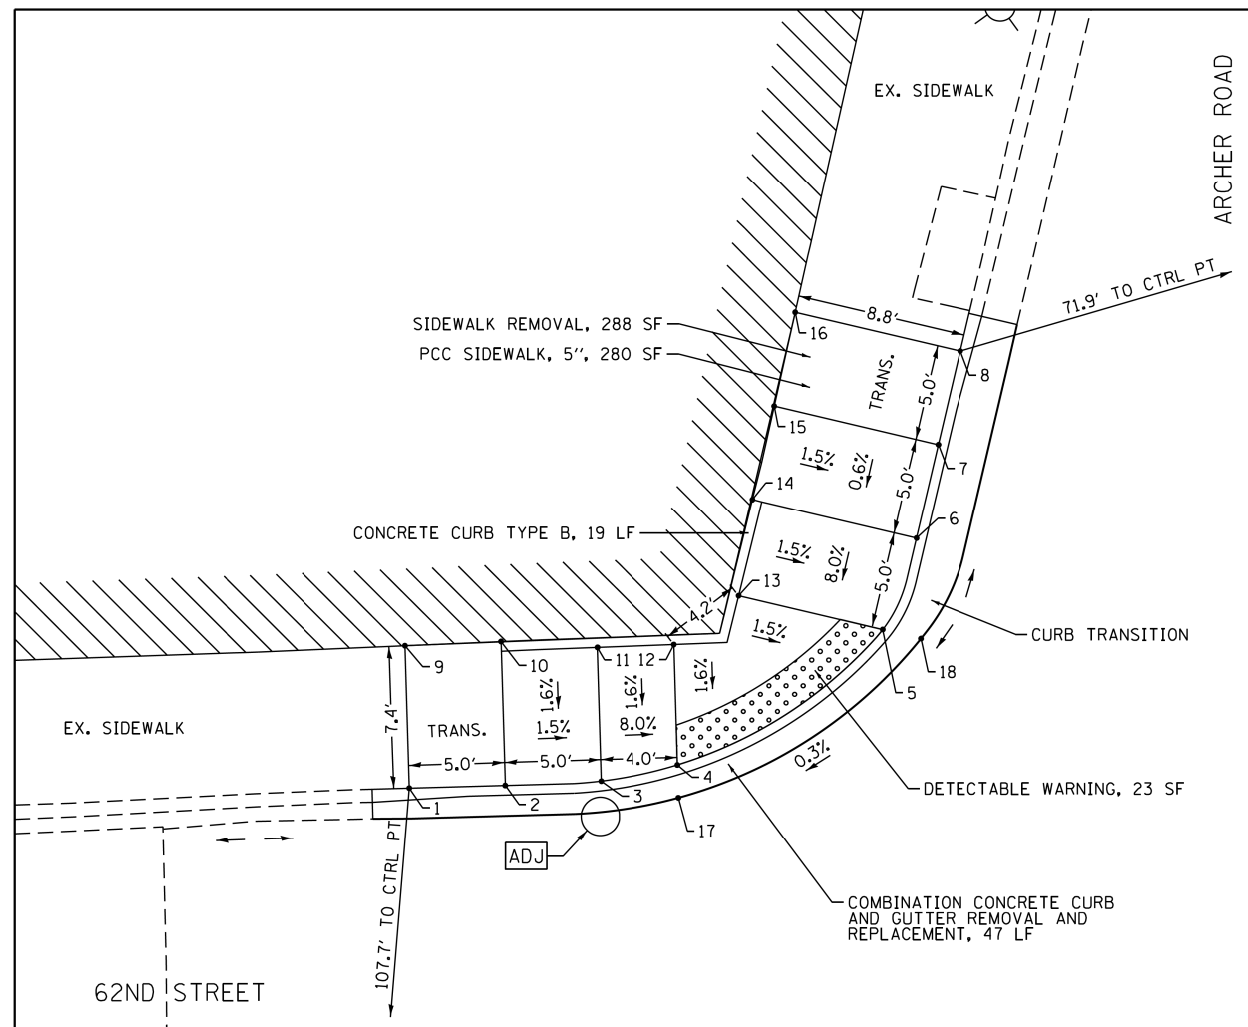 EX. SIDEWALK
ARCHER ROAD
71.9' TO CTRL PT
8.8'
SIDEWALK REMOVAL, 288 SF
PCC SIDEWALK, 5'', 280 SF
16
TRANS.
5.0'
8
15
1.5%
0.6%
5.0'
7
14
6
CONCRETE CURB TYPE B, 19 LF
1.5%
8.0%
5.0'
13
4.2'
1.5%
CURB TRANSITION
18
5
9
10
11
12
1.6%
1.6%
1.6%
7.4'
EX. SIDEWALK
TRANS.
1.5%
8.0%
5.0'
5.0'
4.0'
0.3%
4
DETECTABLE WARNING, 23 SF
1
2
3
17
ADJ
107.7' TO CTRL PT
COMBINATION CONCRETE CURB
AND GUTTER REMOVAL AND
REPLACEMENT, 47 LF
62ND STREET